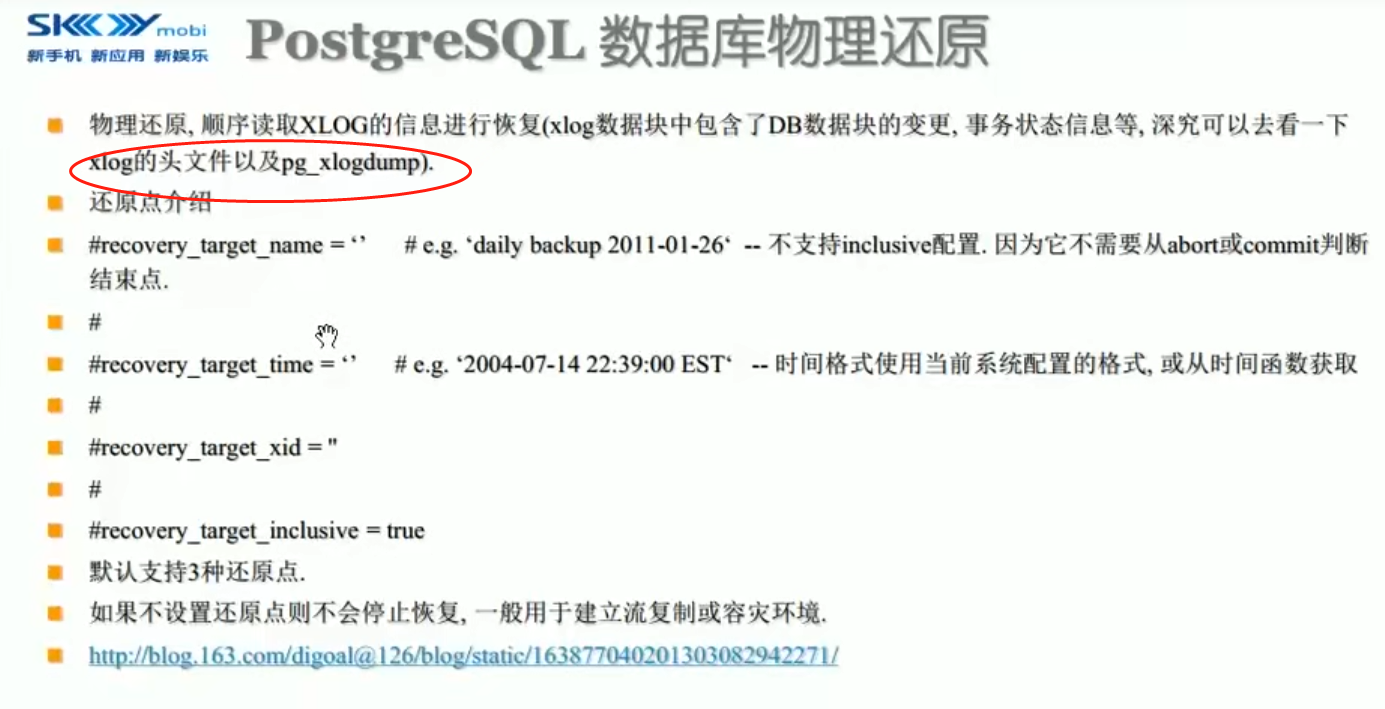 SKYmobi
新手机 新应用 新娱乐
PostgreSQL 数据库物理还原
物理还原, 顺序读取XLOG的信息进行恢复(xlog数据块中包含了DB数据块的变更, 事务状态信息等, 深究可以去看一下
xlog的头文件以及pg_xlogdump).
还原点介绍
#recovery_target_name = ‘’ # e.g. ‘daily backup 2011-01-26‘ -- 不支持inclusive配置. 因为它不需要从abort或commit判断
结束点.
#
#recovery_target_time = ‘’ # e.g. ‘2004-07-14 22:39:00 EST‘ -- 时间格式使用当前系统配置的格式, 或从时间函数获取
#
#recovery_target_xid = ''
#
#recovery_target_inclusive = true
默认支持3种还原点.
如果不设置还原点则不会停止恢复, 一般用于建立流复制或容灾环境.
http://blog.163.com/digoal@126/blog/static/163877040201303082942271/